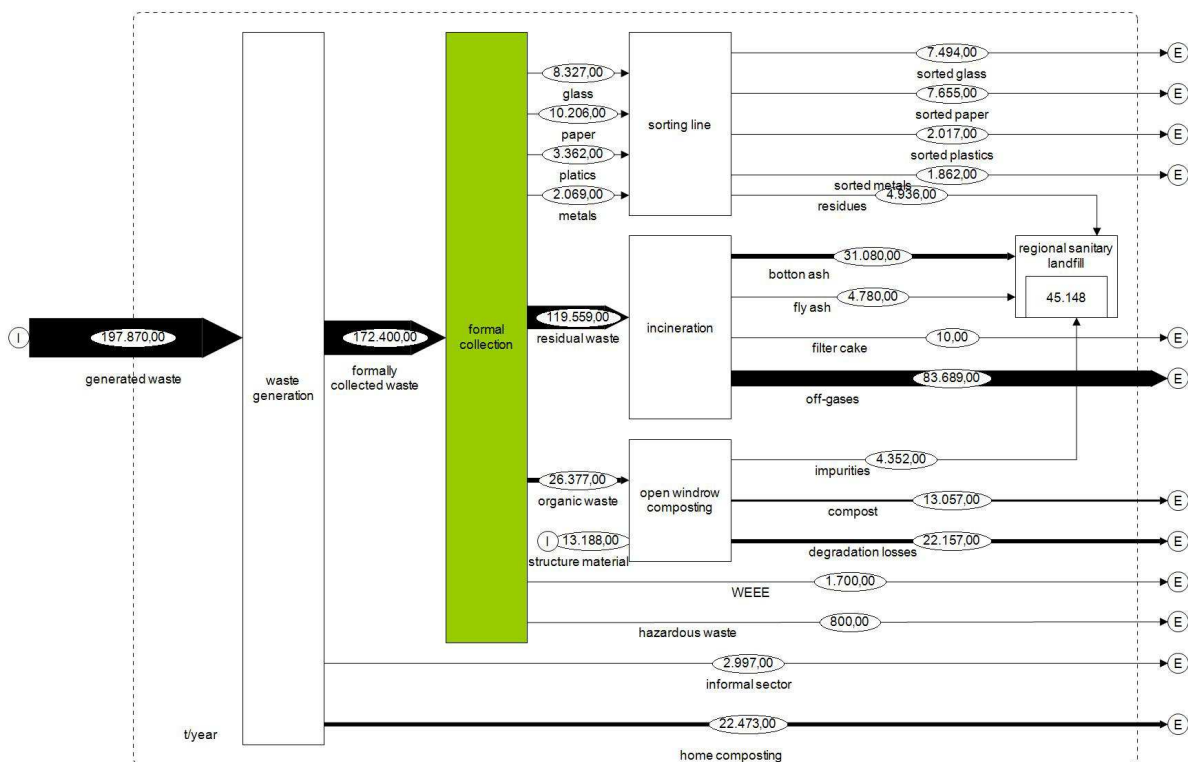 7.494,00
E
sorted glass
8.327,00
glass
7.655,00
E
sorted paper
10.206,00
paper
sorting line
2.017,00
E
sorted plastics
3.362,00
platics
1.862,00
E
sorted metals
2.069,00
metals
4.936,00
residues
regional sanitary
landfill
45.148
31.080,00
botton ash
4.780,00
fly ash
I
197.870,00
generated waste
waste
generation
172.400,00
formally
collected waste
formal
collection
119.559,00
residual waste
incineration
10,00
E
filter cake
83.689,00
E
off-gases
4.352,00
impurities
26.377,00
organic waste
open windrow
composting
13.057,00
E
compost
I
13.188,00
structure material
22.157,00
E
degradation losses
1.700,00
E
WEEE
800,00
E
hazardous waste
2.997,00
E
informal sector
t/year
22.473,00
E
home composting